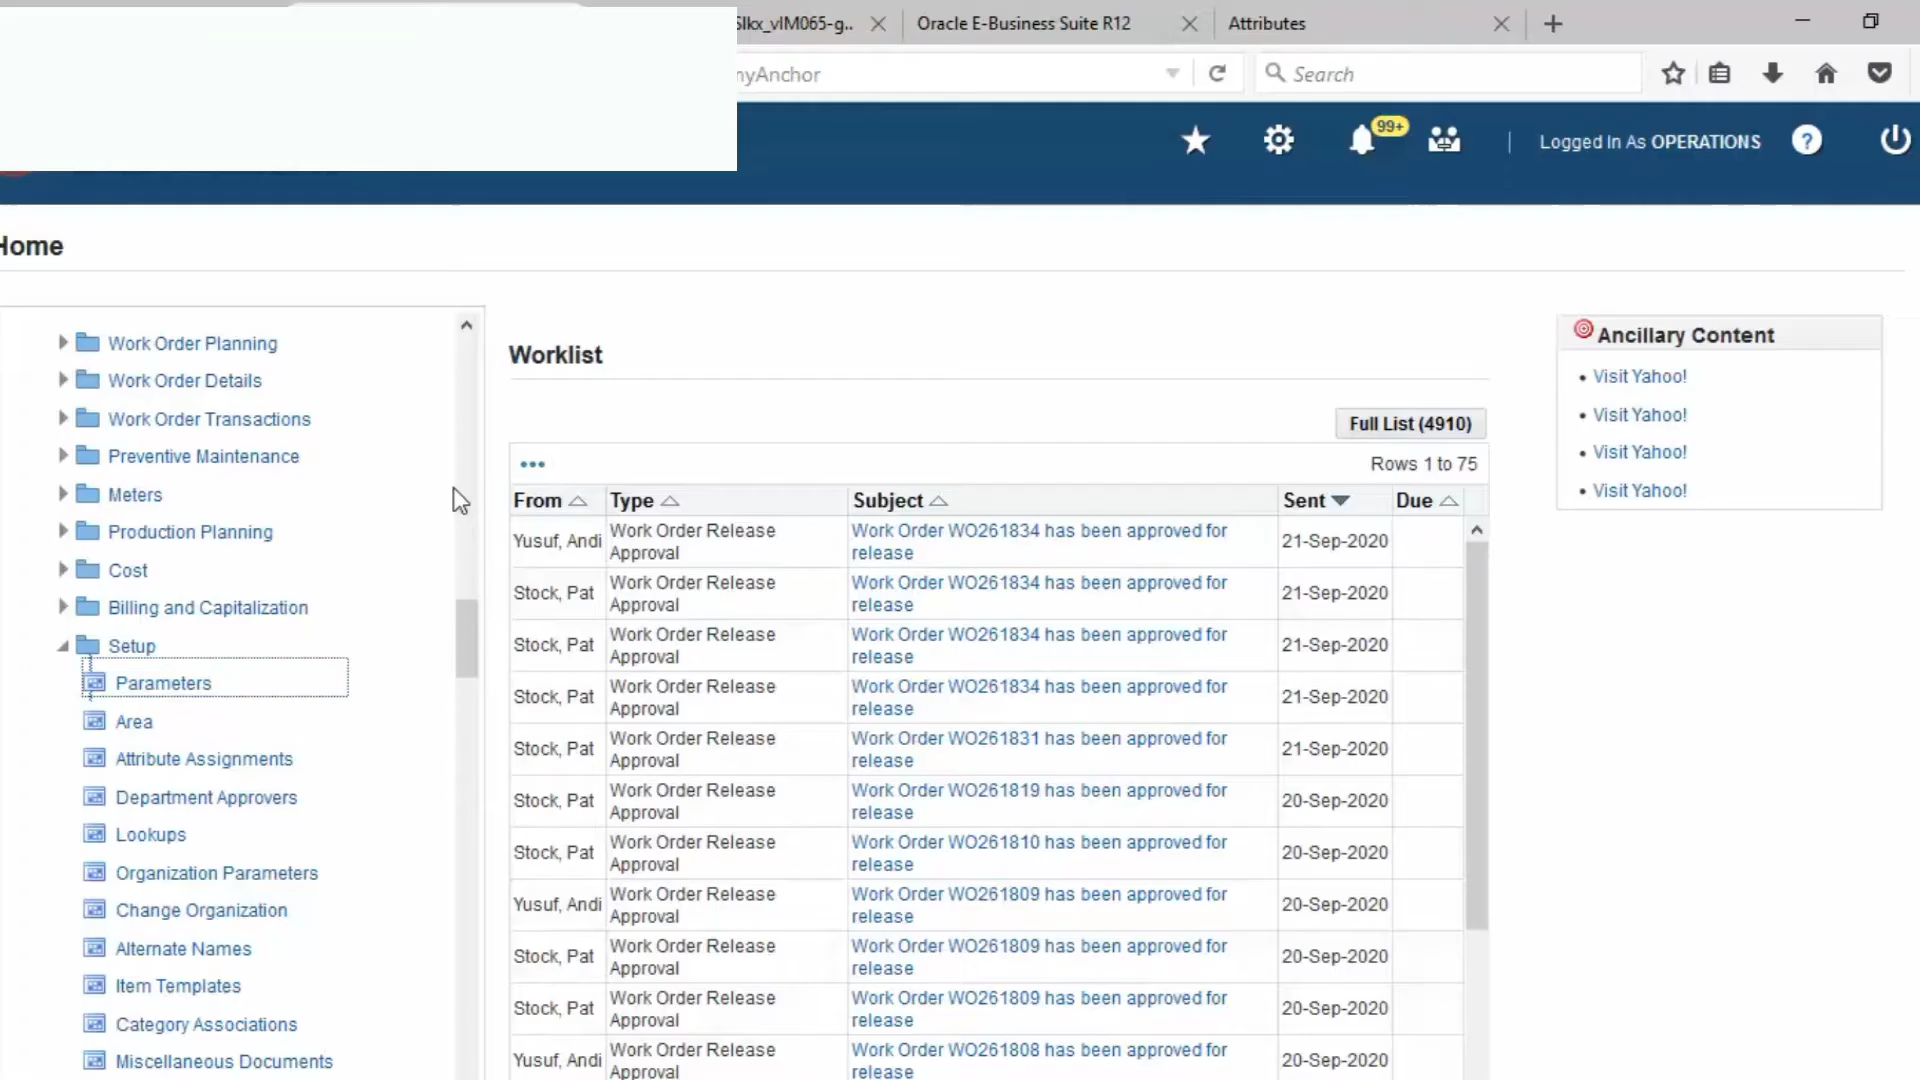 Slkx_vIM065-g..
Oracle E-Business Suite R12
Attributes
nyAnchor
Search
99+
Logged In As OPERATIONS
Home
Work Order Planning
Work Order Details
Work Order Transactions
Preventive Maintenance
Meters
Production Planning
Cost
Billing and Capitalization
Setup
Parameters
Area
Attribute Assignments
Department Approvers
Lookups
Organization Parameters
Change Organization
Alternate Names
Item Templates
Category Associations
Miscellaneous Documents
Worklist
Full List (4910)
Rows 1 to 75
From Type Subject Sent Due
Yusuf, Andi Work Order Release Work Order WO261834 has been approved for 21-Sep-2020
Approval release
Stock, Pat Work Order Release Work Order WO261834 has been approved for 21-Sep-2020
Approval release
Stock, Pat Work Order Release Work Order WO261834 has been approved for 21-Sep-2020
Approval release
Stock, Pat Work Order Release Work Order WO261834 has been approved for 21-Sep-2020
Approval release
Stock, Pat Work Order Release Work Order WO261831 has been approved for 21-Sep-2020
Approval release
Stock, Pat Work Order Release Work Order WO261819 has been approved for 20-Sep-2020
Approval release
Stock, Pat Work Order Release Work Order WO261810 has been approved for 20-Sep-2020
Approval release
Yusuf, Andi Work Order Release Work Order WO261809 has been approved for 20-Sep-2020
Approval release
Stock, Pat Work Order Release Work Order WO261809 has been approved for 20-Sep-2020
Approval release
Stock, Pat Work Order Release Work Order WO261809 has been approved for 20-Sep-2020
Approval release
Yusuf, Andi Work Order Release Work Order WO261808 has been approved for 20-Sep-2020
Approval release
Ancillary Content
Visit Yahoo!
Visit Yahoo!
Visit Yahoo!
Visit Yahoo!